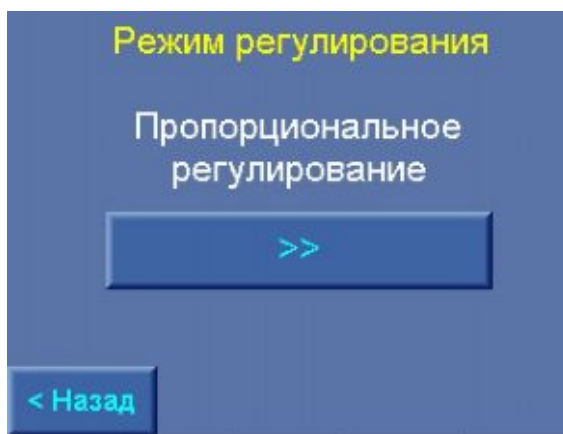 Режим регулирования
Пропорциональное
регулирование
>>
< Назад